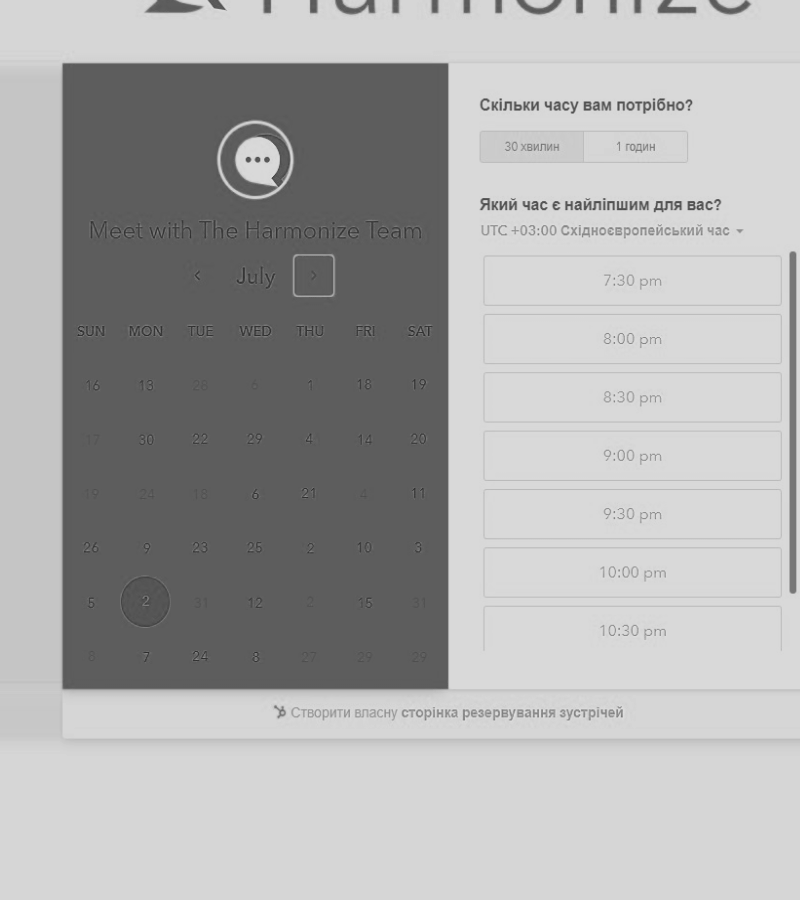 Harmonize
Meet with The Harmonize Team
July
SUN MON TUE WED THU FRI SAT
16 13 28 6 1 18 19
17 30 22 29 4 14 20
19 24 18 6 21 4 11
26 9 23 25 2 10 3
5 2 31 12 2 15 31
8 7 24 8 27 29 29
Скільки часу вам потрібно?
30 хвилин 1 годин
Який час є найліпшим для вас?
UTC +03:00 Східноєвропейський час
7:30 pm
8:00 pm
8:30 pm
9:00 pm
9:30 pm
10:00 pm
10:30 pm
Створити власну сторінка резервування зустрічей